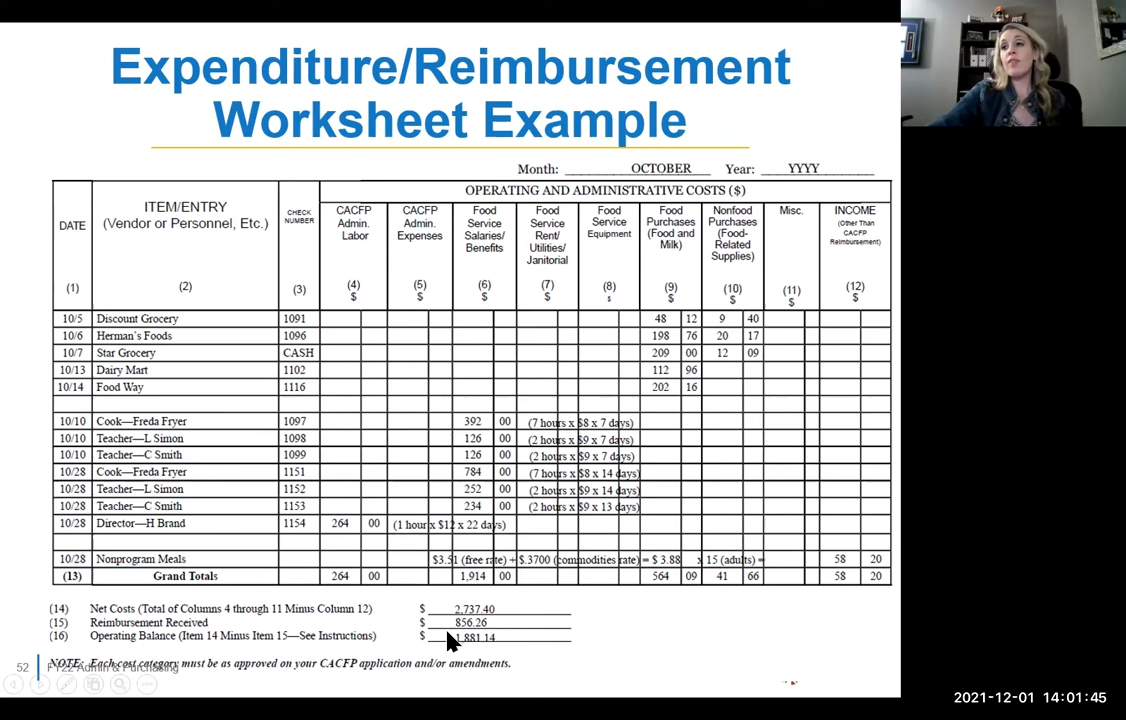 Expenditure/Reimbursement
Worksheet Example
Month: OCTOBER Year: YYYY
OPERATING AND ADMINISTRATIVE COSTS ($)
DATE ITEM/ENTRY (Vendor or Personnel, Etc.) CHECK NUMBER CACFP Admin. Labor CACFP Admin. Expenses Food Service Salaries/ Benefits Food Service Rent/ Utilities/ Janitorial Food Service Equipment Food Purchases (Food and Milk) Nonfood Purchases (Food-Related Supplies) Misc. INCOME (Other Than CACFP Reimbursement)
(1) (2) (3) (4) $ (5) $ (6) $ (7) $ (8) $ (9) $ (10) $ (11) $ (12) $
10/5 Discount Grocery 1091 48 12 9 40
10/6 Herman's Foods 1096 198 76 20 17
10/7 Star Grocery CASH 209 00 12 09
10/13 Dairy Mart 1102 112 96
10/14 Food Way 1116 202 16
10/10 Cook—Freda Fryer 1097 392 00 (7 hours x $8 x 7 days)
10/10 Teacher—L Simon 1098 126 00 (2 hours x $9 x 7 days)
10/10 Teacher—C Smith 1099 126 00 (2 hours x $9 x 7 days)
10/28 Cook—Freda Fryer 1151 784 00 (7 hours x $8 x 14 days)
10/28 Teacher—L Simon 1152 252 00 (2 hours x $9 x 14 days)
10/28 Teacher—C Smith 1153 234 00 (2 hours x $9 x 13 days)
10/28 Director—H Brand 1154 264 00 (1 hour x $12 x 22 days)
10/28 Nonprogram Meals $3.51 (free rate) + $.3700 (commodities rate) = $ 3.88 x 15 (adults) = 58 20
(13) Grand Totals 264 00 1,914 00 564 09 41 66 58 20
(14) Net Costs (Total of Columns 4 through 11 Minus Column 12) $ 2,737.40
(15) Reimbursement Received $ 856.26
(16) Operating Balance (Item 14 Minus Item 15—See Instructions) $ 1,881.14
NOTE: Each cost category must be as approved on your CACFP application and/or amendments.
52 FY22 Admin & Purchasing
2021-12-01 14:01:45